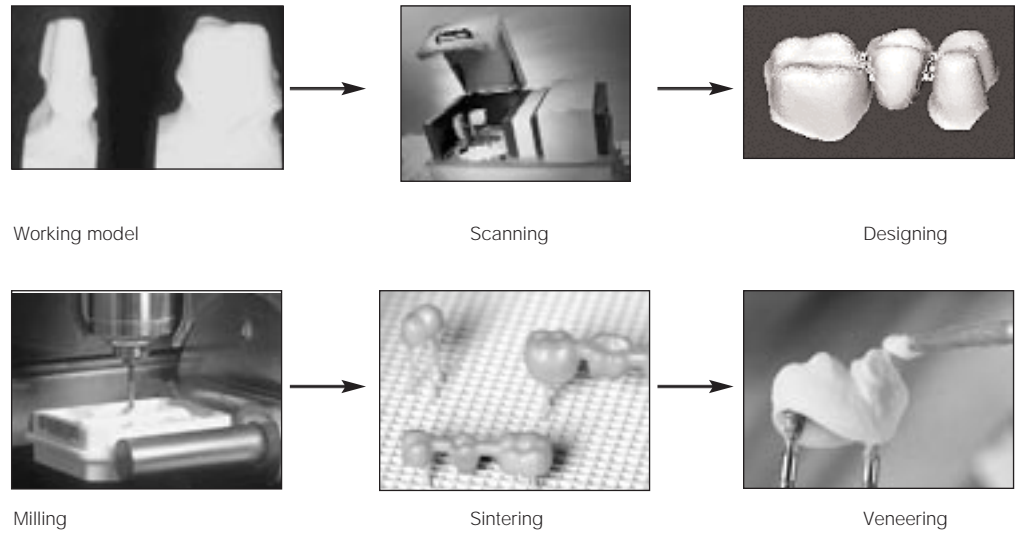 Working model
Scanning
Designing
Milling
Sintering
Veneering